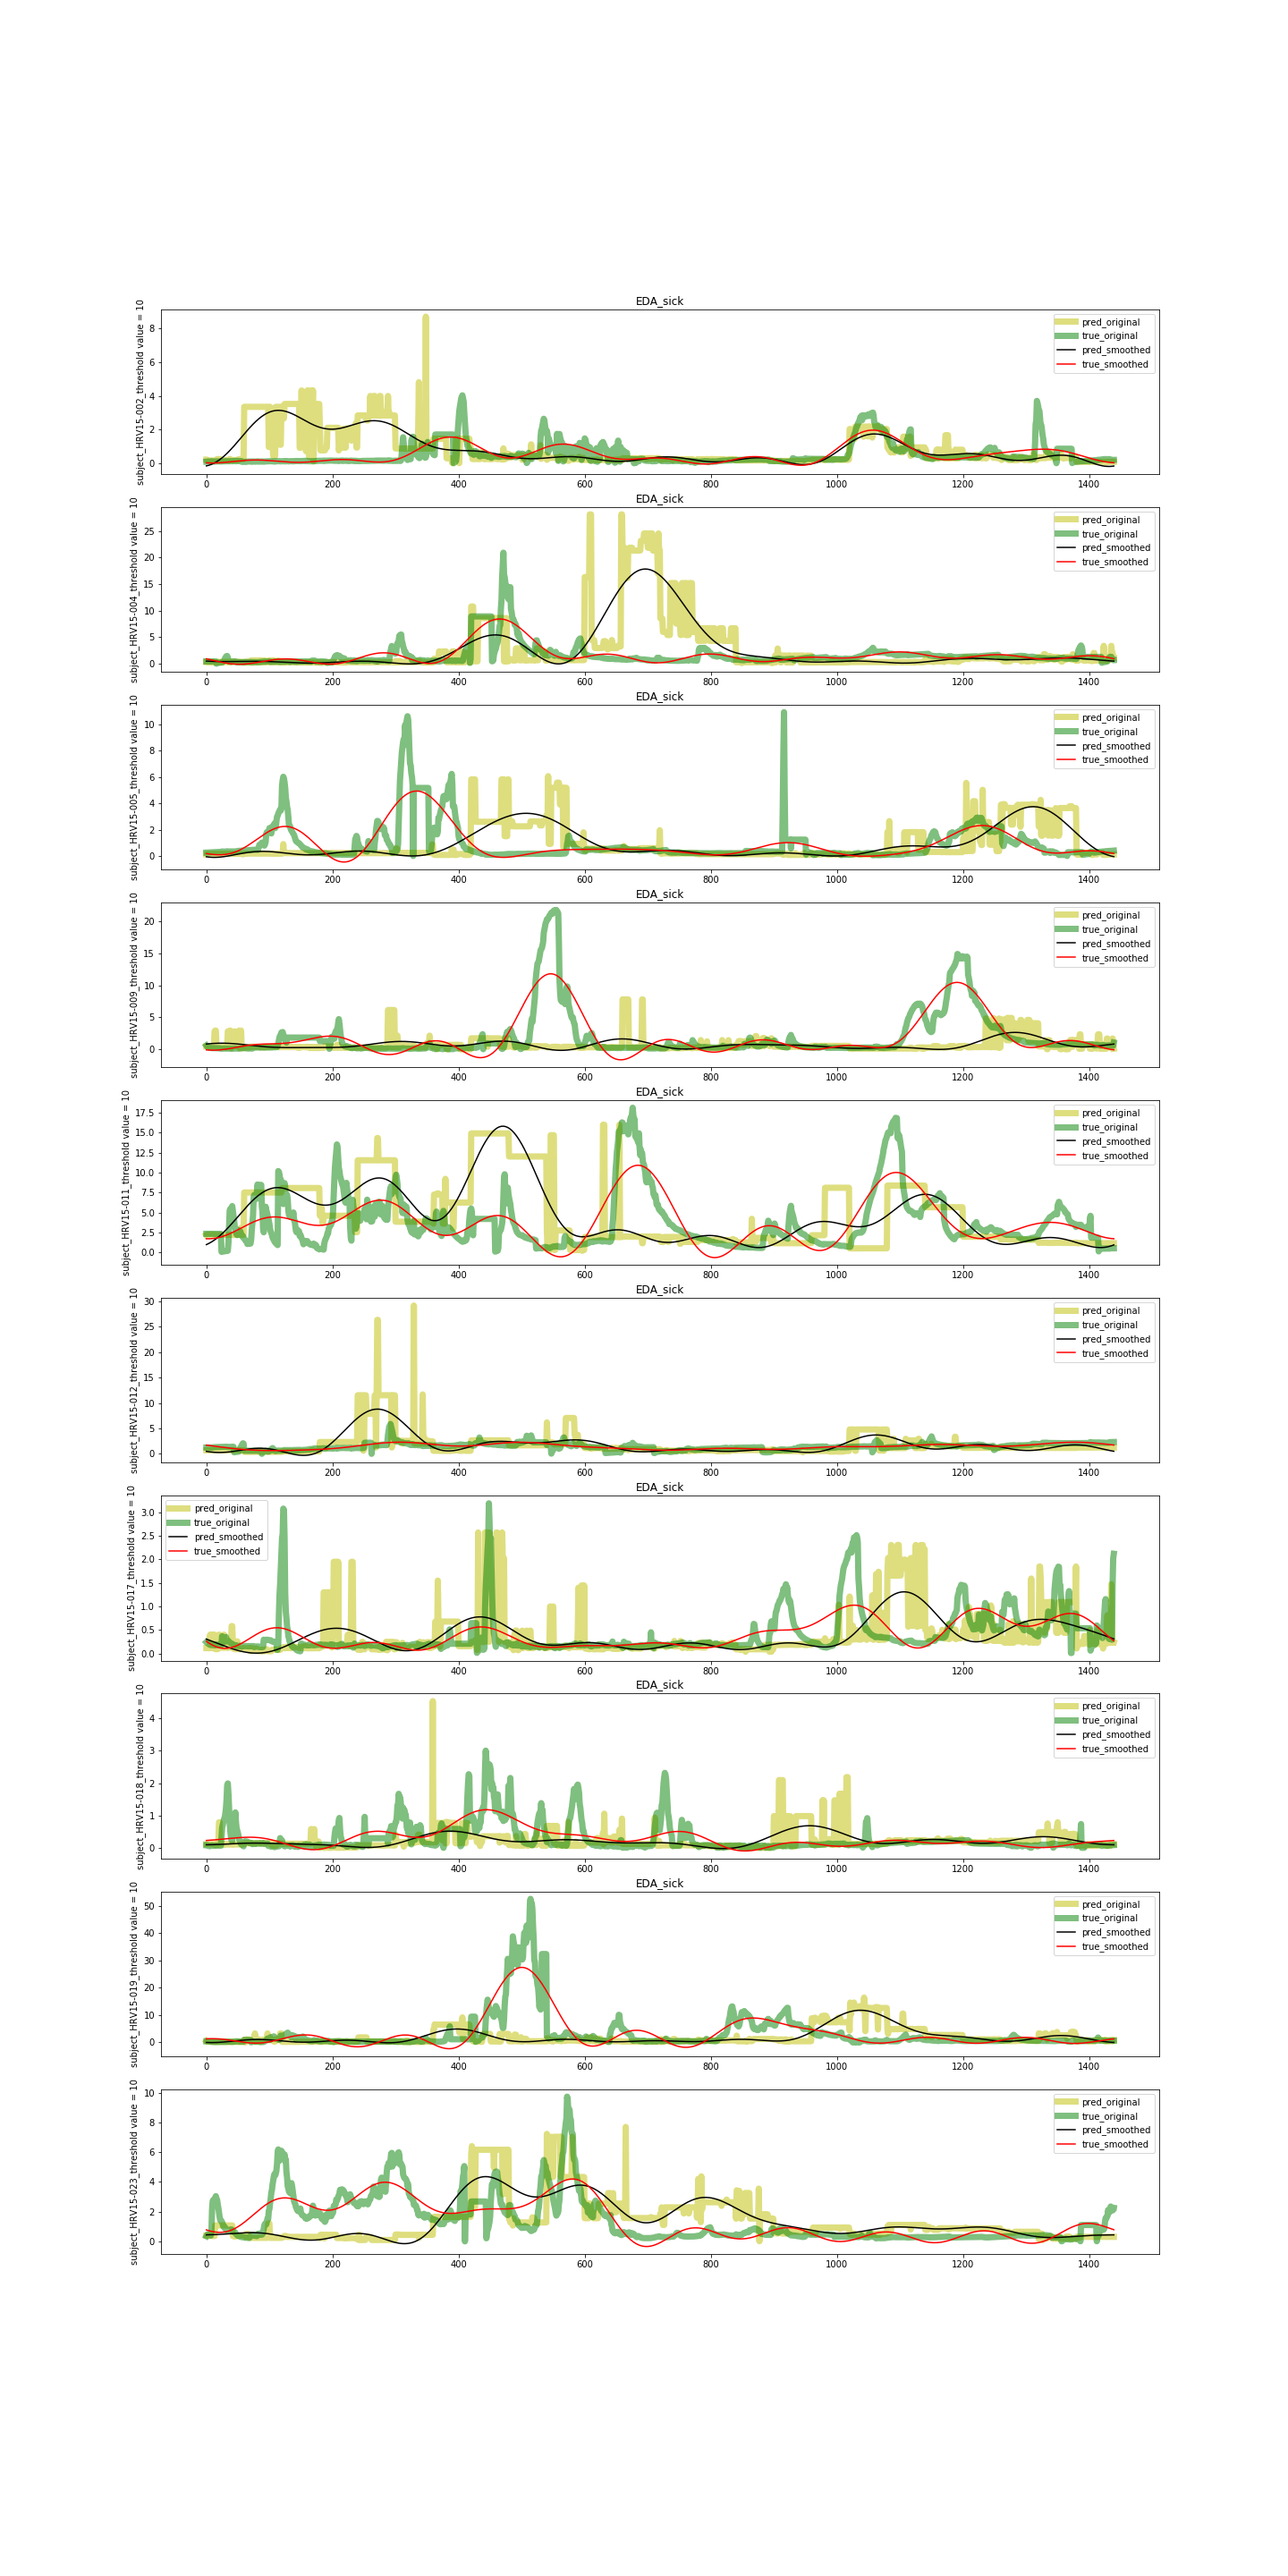 EDA_sick
subject_HRV15-002_threshold value = 10
8
6
4
2
0
pred_original
true_original
pred_smoothed
true_smoothed
0 200 400 600 800 1000 1200 1400
EDA_sick
subject_HRV15-004_threshold value = 10
25
20
15
10
5
0
pred_original
true_original
pred_smoothed
true_smoothed
0 200 400 600 800 1000 1200 1400
EDA_sick
subject_HRV15-005_threshold value = 10
10
8
6
4
2
0
pred_original
true_original
pred_smoothed
true_smoothed
0 200 400 600 800 1000 1200 1400
EDA_sick
subject_HRV15-009_threshold value = 10
20
15
10
5
0
pred_original
true_original
pred_smoothed
true_smoothed
0 200 400 600 800 1000 1200 1400
EDA_sick
subject_HRV15-011_threshold value = 10
17.5
15.0
12.5
10.0
7.5
5.0
2.5
0.0
pred_original
true_original
pred_smoothed
true_smoothed
0 200 400 600 800 1000 1200 1400
EDA_sick
subject_HRV15-012_threshold value = 10
30
25
20
15
10
5
0
pred_original
true_original
pred_smoothed
true_smoothed
0 200 400 600 800 1000 1200 1400
EDA_sick
subject_HRV15-017_threshold value = 10
3.0
2.5
2.0
1.5
1.0
0.5
0.0
pred_original
true_original
pred_smoothed
true_smoothed
0 200 400 600 800 1000 1200 1400
EDA_sick
subject_HRV15-018_threshold value = 10
4
3
2
1
0
pred_original
true_original
pred_smoothed
true_smoothed
0 200 400 600 800 1000 1200 1400
EDA_sick
subject_HRV15-019_threshold value = 10
50
40
30
20
10
0
pred_original
true_original
pred_smoothed
true_smoothed
0 200 400 600 800 1000 1200 1400
EDA_sick
subject_HRV15-023_threshold value = 10
10
8
6
4
2
0
pred_original
true_original
pred_smoothed
true_smoothed
0 200 400 600 800 1000 1200 1400